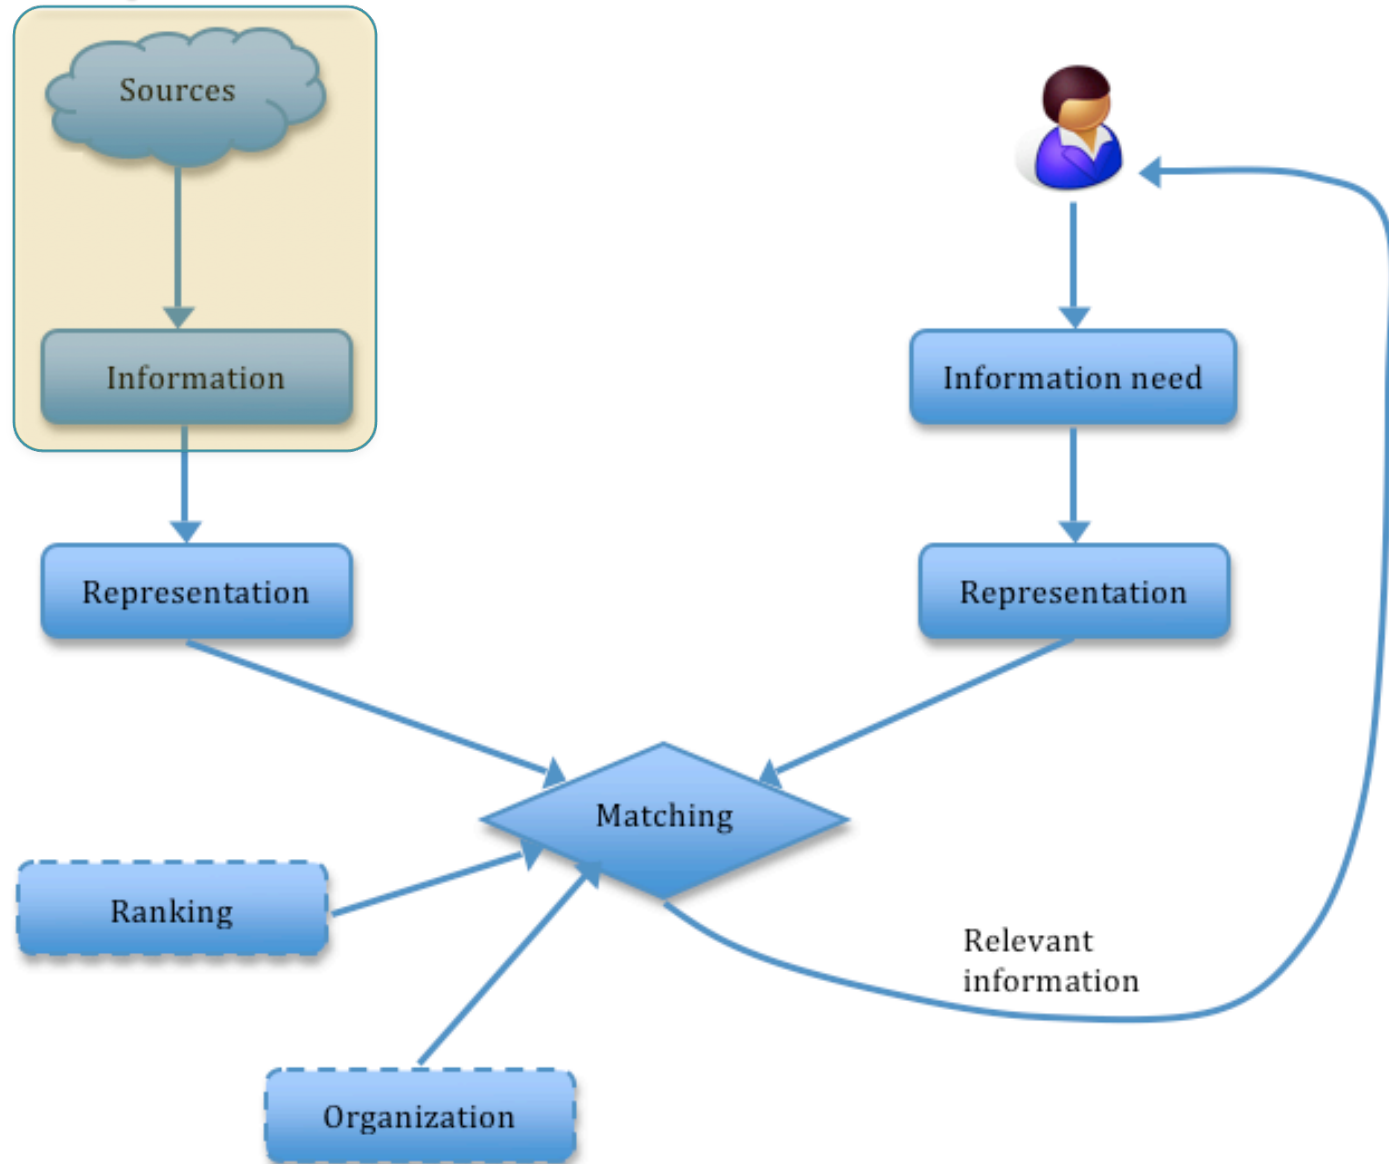 Sources
Information
Information need
Representation
Representation
Matching
Ranking
Relevant
information
Organization